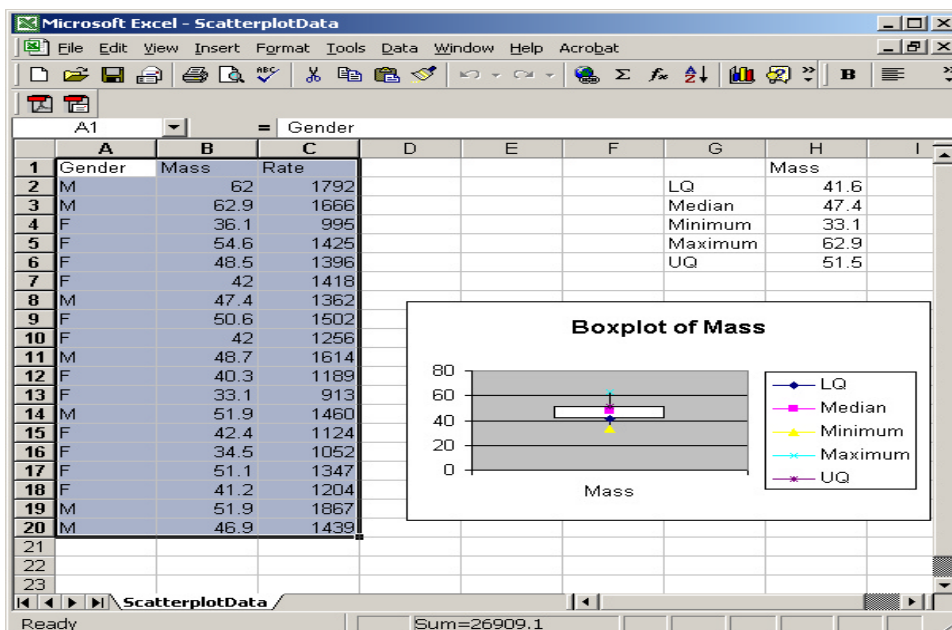 Microsoft Excel - ScatterplotData
File Edit View Insert Format Tools Data Window Help Acrobat
ABC Σ fx B
A1 = Gender
A B C D E F G H I
1 Gender Mass Rate Mass
2 M 62 1792 LQ 41.6
3 M 62.9 1666 Median 47.4
4 F 36.1 995 Minimum 33.1
5 F 54.6 1425 Maximum 62.9
6 F 48.5 1396 UQ 51.5
7 F 42 1418
8 M 47.4 1362
9 F 50.6 1502
10 F 42 1256
11 M 48.7 1614
12 F 40.3 1189
13 F 33.1 913
14 M 51.9 1460
15 F 42.4 1124
16 F 34.5 1052
17 F 51.1 1347
18 F 41.2 1204
19 M 51.9 1867
20 M 46.9 1439
21
22
23
Boxplot of Mass
80
60
40
20
0
Mass
LQ
Median
Minimum
Maximum
UQ
ScatterplotData
Ready Sum=26909.1